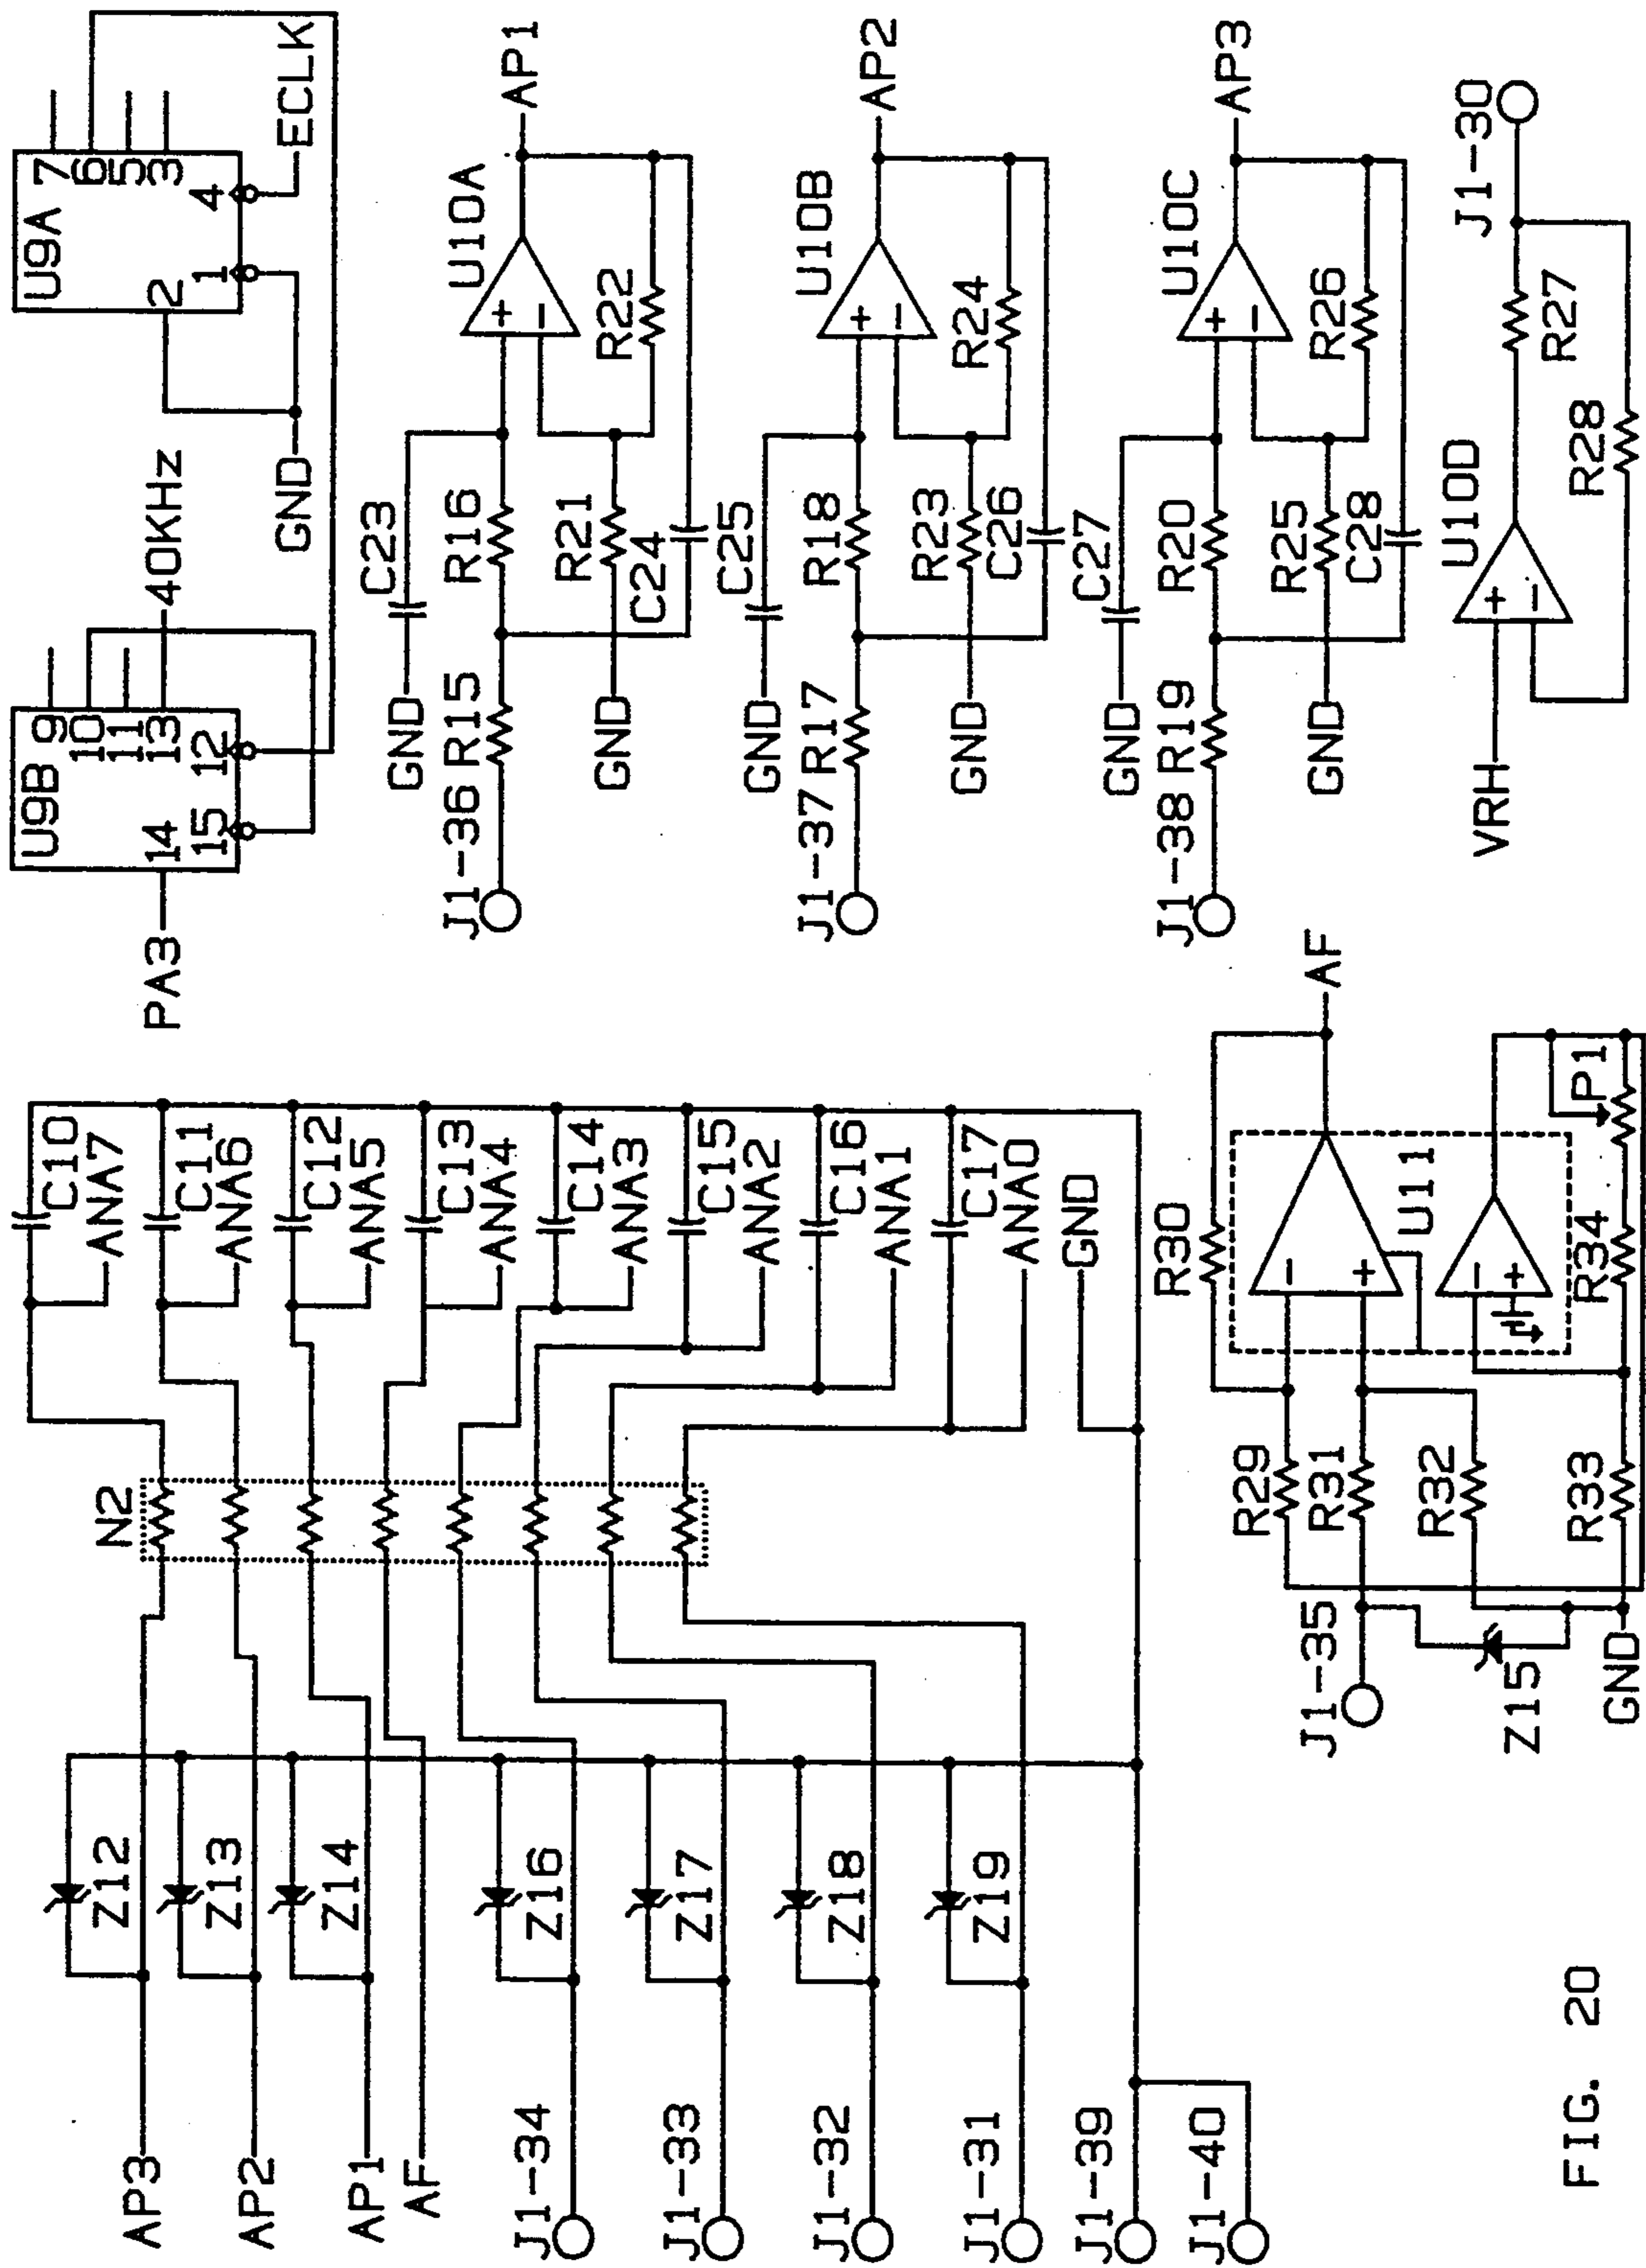 AP3
AP2
AP1
AF
J1-34
J1-33
J1-32
J1-31
J1-39
J1-40
Z12
Z13
Z14
Z16
Z17
Z18
Z19
N2
C10
ANA7
C11
ANA6
C12
ANA5
C13
ANA4
C14
ANA3
C15
ANA2
C16
ANA1
C17
ANA0
GND
PA3
U9B
14
15
9
10
11
13
12
40KHz
GND
U9A
2
1
7
6
5
3
4
ECLK
J1-36
R15
GND
C23
R16
GND
R21
C24
+
-
U10A
R22
AP1
J1-37
R17
GND
C25
R18
GND
R23
C26
+
-
U10B
R24
AP2
J1-38
R19
GND
C27
R20
GND
R25
C28
+
-
U10C
R26
AP3
VRH
+
-
U10D
R27
R28
J1-30
J1-35
Z15
GND
R29
R31
R32
R33
R30
-
+
U11
-
+
R34
P1
AF
FIG. 20